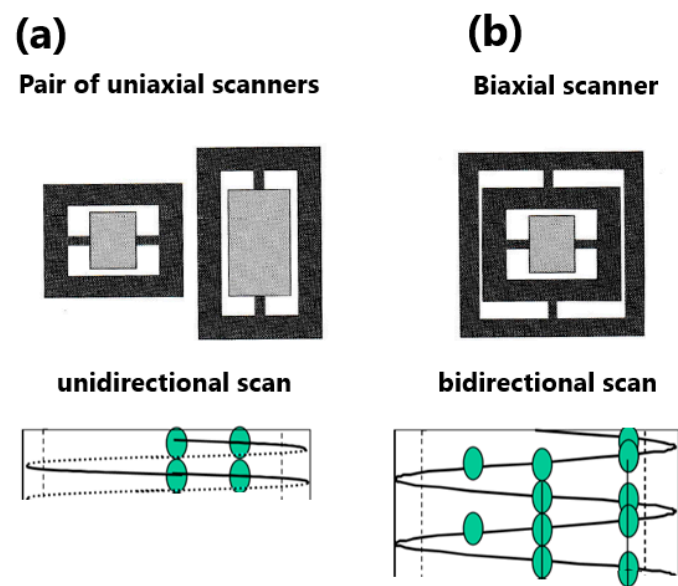 (a)
(b)
Pair of uniaxial scanners
Biaxial scanner
unidirectional scan
bidirectional scan